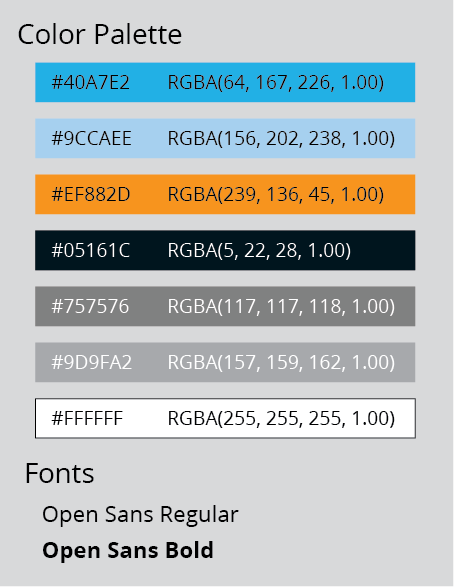 Color Palette
#40A7E2 RGBA(64, 167, 226, 1.00)
#9CCAEE RGBA(156, 202, 238, 1.00)
#EF882D RGBA(239, 136, 45, 1.00)
#05161C RGBA(5, 22, 28, 1.00)
#757576 RGBA(117, 117, 118, 1.00)
#9D9FA2 RGBA(157, 159, 162, 1.00)
#FFFFFF RGBA(255, 255, 255, 1.00)
Fonts
Open Sans Regular
Open Sans Bold